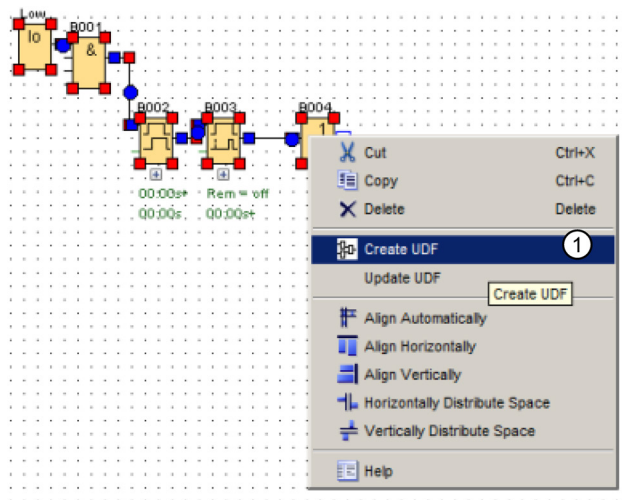 Low
lo
B001
&
B002
B003
B004
1
00:00s+
00:00s
Rem = off
00:00s+
Cut Ctrl+X
Copy Ctrl+C
Delete Delete
Create UDF 1
Update UDF
Create UDF
Align Automatically
Align Horizontally
Align Vertically
Horizontally Distribute Space
Vertically Distribute Space
Help